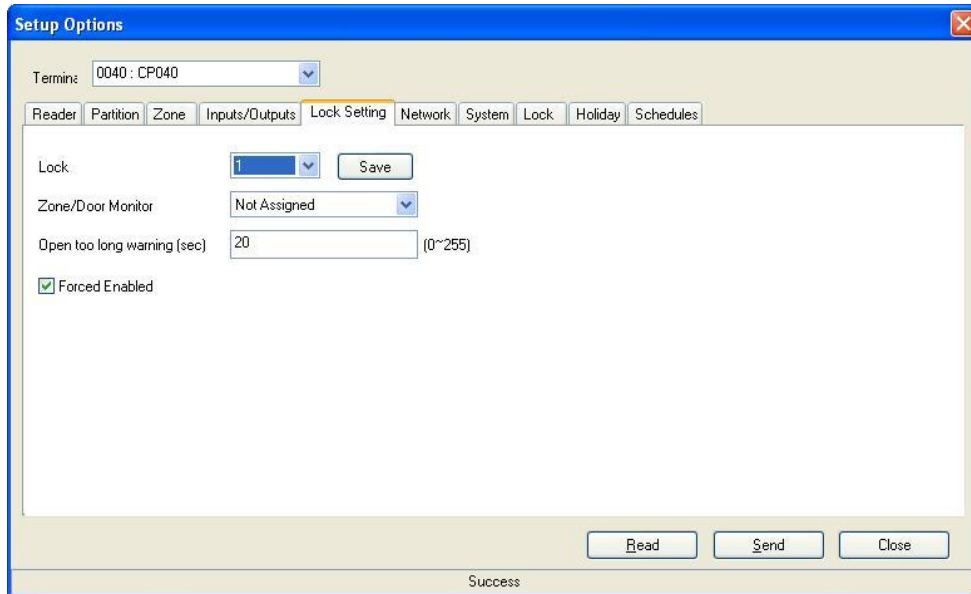 Setup Options
Termina 0040 : CP040
Reader Partition Zone Inputs/Outputs Lock Setting Network System Lock Holiday Schedules
Lock 1 Save
Zone/Door Monitor Not Assigned
Open too long warning (sec) 20 (0~255)
Forced Enabled
Read Send Close
Success